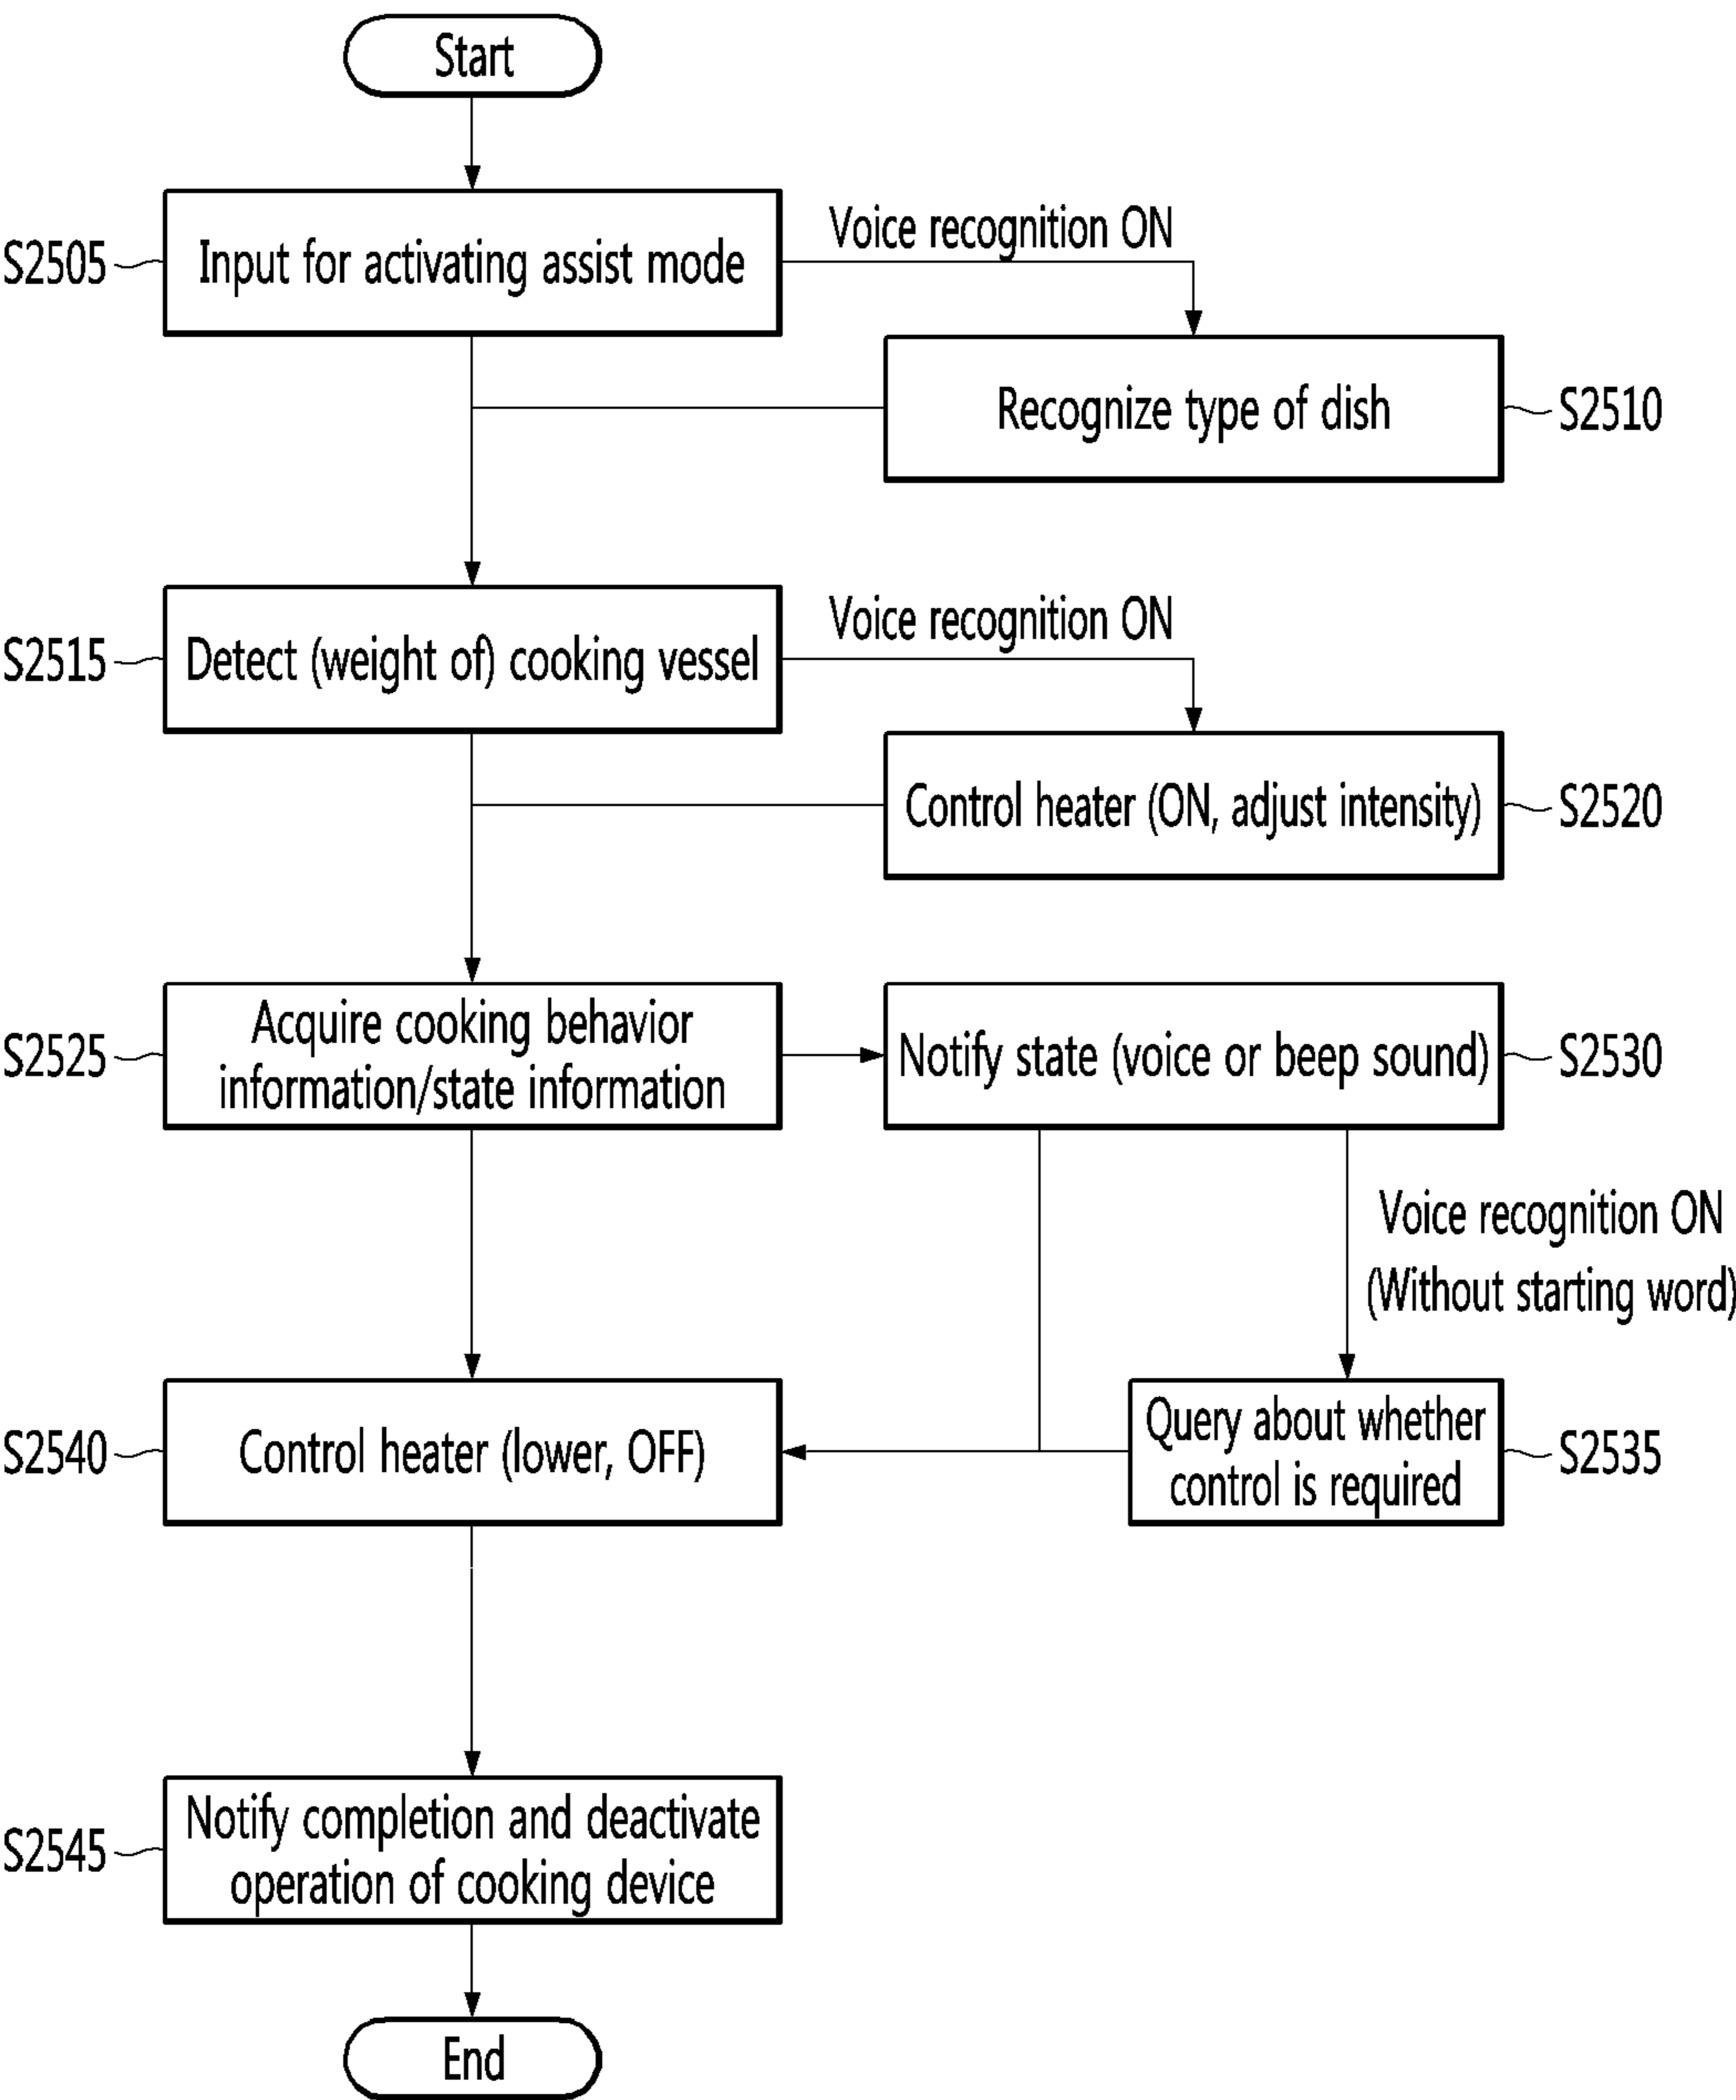 Start
S2505
Input for activating assist mode
Voice recognition ON
Recognize type of dish
S2510
S2515
Detect (weight of) cooking vessel
Voice recognition ON
Control heater (ON, adjust intensity)
S2520
S2525
Acquire cooking behavior
information/state information
Notify state (voice or beep sound)
S2530
Voice recognition ON
(Without starting word)
S2540
Control heater (lower, OFF)
Query about whether
control is required
S2535
S2545
Notify completion and deactivate
operation of cooking device
End